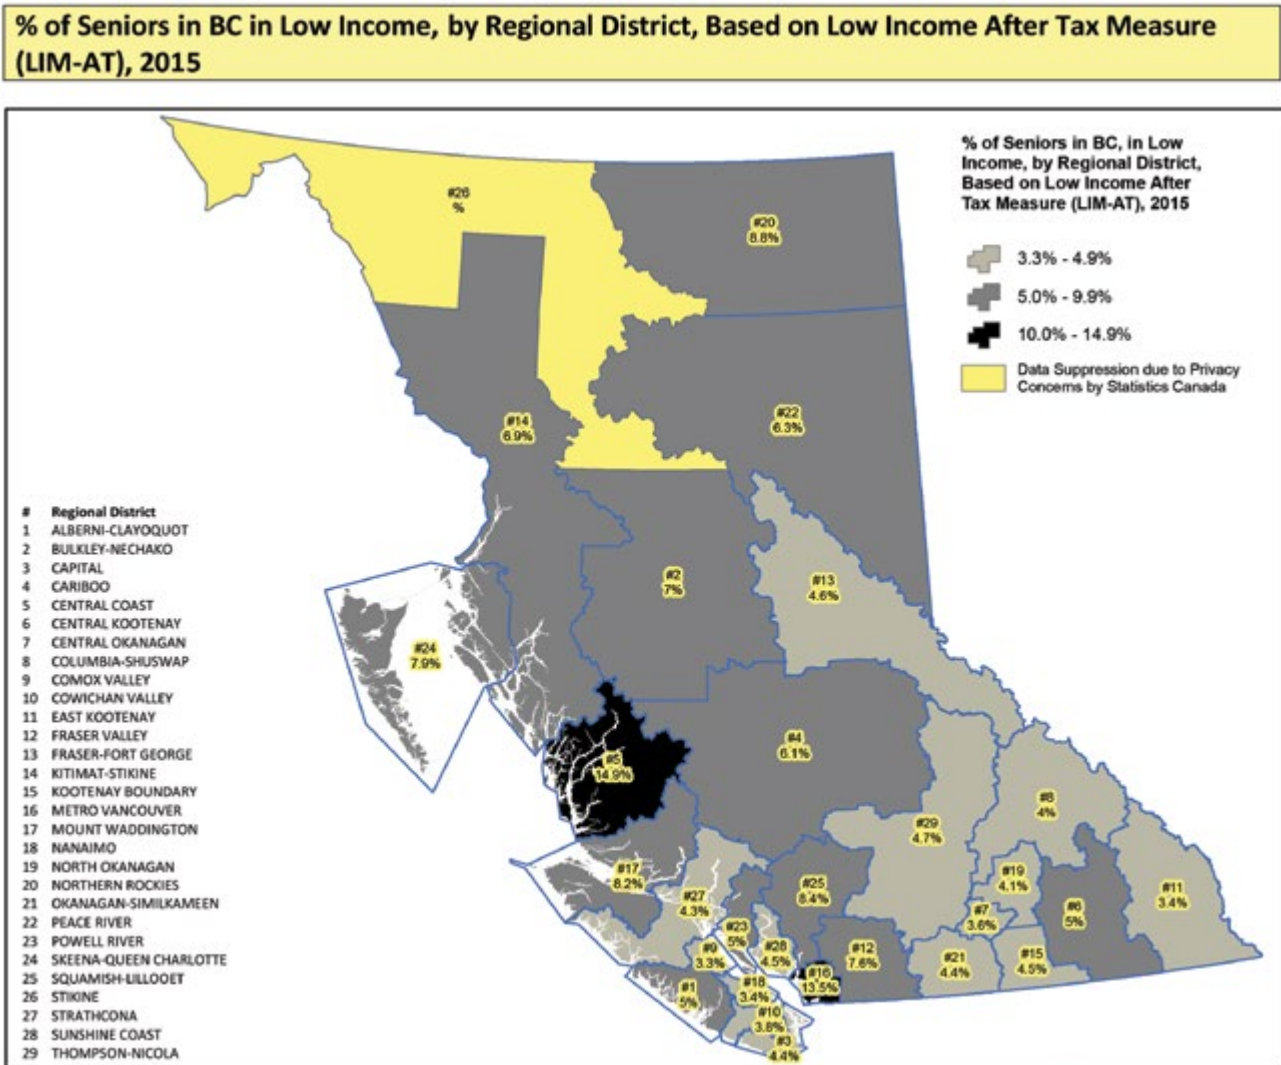 % of Seniors in BC in Low Income, by Regional District, Based on Low Income After Tax Measure
(LIM-AT), 2015
% of Seniors in BC, in Low
Income, by Regional District,
Based on Low Income After
Tax Measure (LIM-AT), 2015
3.3% - 4.9%
5.0% - 9.9%
10.0% - 14.9%
Data Suppression due to Privacy
Concerns by Statistics Canada
#26
%
#20
8.8%
#14
6.9%
#22
6.3%
#2
7%
#13
4.6%
#24
7.9%
#5
14.9%
#4
6.1%
#8
4%
#29
4.7%
#17
8.2%
#27
4.3%
#25
8.4%
#19
4.1%
#11
3.4%
#7
3.6%
#6
5%
#23
5%
#28
4.5%
#12
7.6%
#9
3.3%
#21
4.4%
#15
4.5%
#16
13.5%
#1
5%
#18
3.4%
#10
3.8%
#3
4.4%
# Regional District
1 ALBERNI-CLAYOQUOT
2 BULKLEY-NECHAKO
3 CAPITAL
4 CARIBOO
5 CENTRAL COAST
6 CENTRAL KOOTENAY
7 CENTRAL OKANAGAN
8 COLUMBIA-SHUSWAP
9 COMOX VALLEY
10 COWICHAN VALLEY
11 EAST KOOTENAY
12 FRASER VALLEY
13 FRASER-FORT GEORGE
14 KITIMAT-STIKINE
15 KOOTENAY BOUNDARY
16 METRO VANCOUVER
17 MOUNT WADDINGTON
18 NANAIMO
19 NORTH OKANAGAN
20 NORTHERN ROCKIES
21 OKANAGAN-SIMILKAMEEN
22 PEACE RIVER
23 POWELL RIVER
24 SKEENA-QUEEN CHARLOTTE
25 SQUAMISH-LILLOOET
26 STIKINE
27 STRATHCONA
28 SUNSHINE COAST
29 THOMPSON-NICOLA